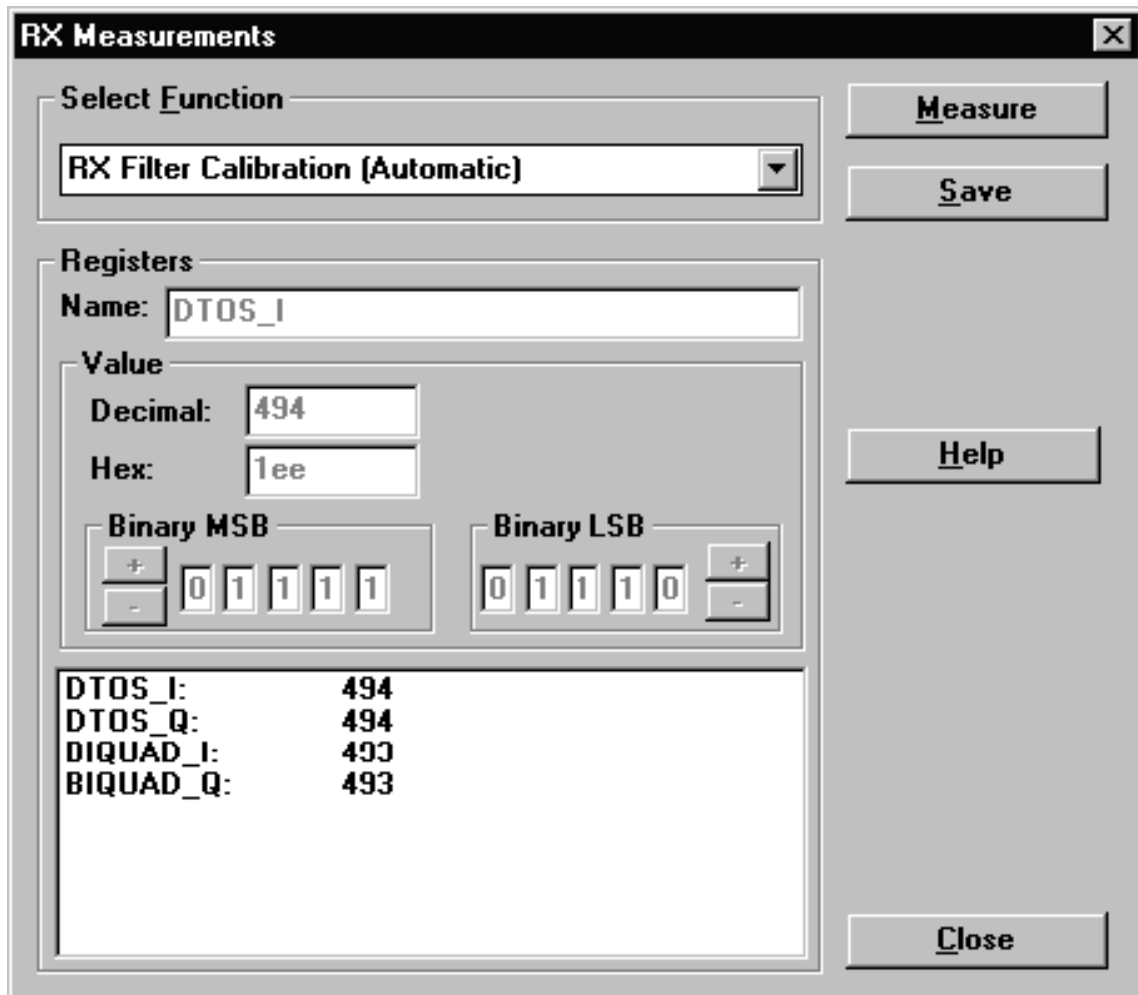 RX Measurements
Select Function
RX Filter Calibration (Automatic)
Measure
Save
Registers
Name: DTOS_I
Value
Decimal: 494
Hex: 1ee
Help
Binary MSB
+
-
0 1 1 1 1
Binary LSB
0 1 1 1 0
+
-
DTOS_I: 494
DTOS_Q: 494
BIQUAD_I: 493
BIQUAD_Q: 493
Close